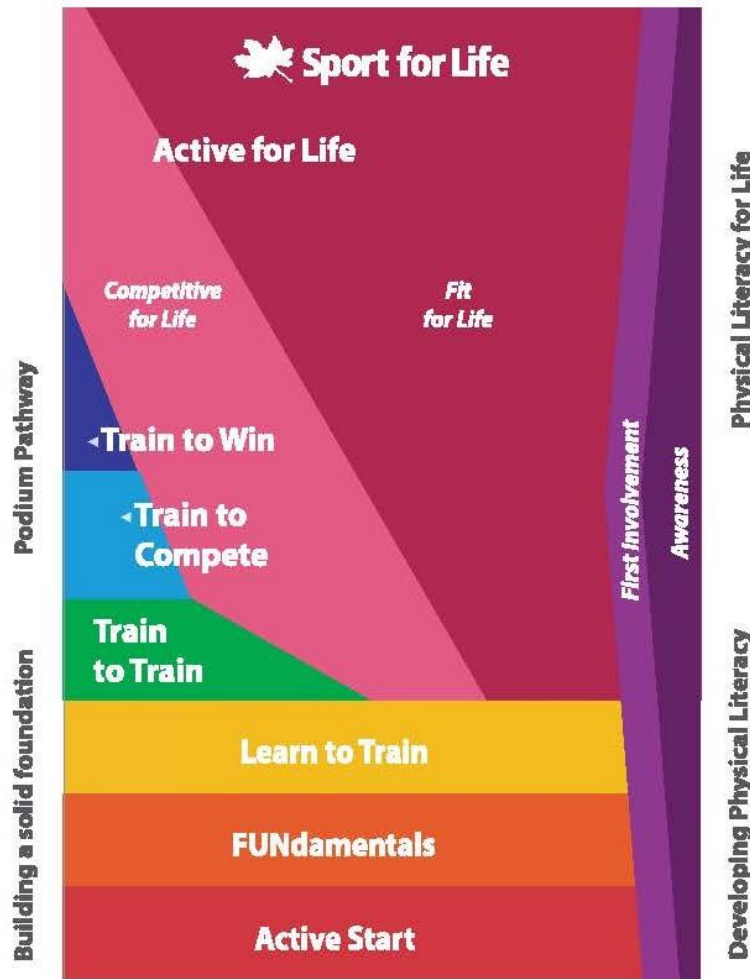 Sport for Life
Active for Life
Competitive
for Life
Fit
for Life
Train to Win
Train to
Compete
Train
to Train
Learn to Train
FUNdamentals
Active Start
First Involvement
Awareness
Podium Pathway
Building a solid foundation
Physical Literacy for Life
Developing Physical Literacy